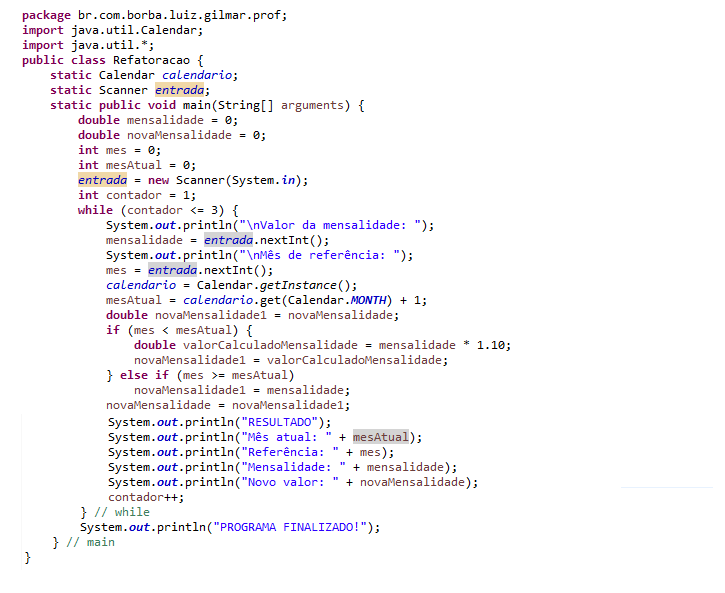 package br.com.borba.luiz.gilmar.prof;
import java.util.Calendar;
import java.util.*;
public class Refatoracao {
    static Calendar calendario;
    static Scanner entrada;
    static public void main(String[] arguments) {
        double mensalidade = 0;
        double novaMensalidade = 0;
        int mes = 0;
        int mesAtual = 0;
        entrada = new Scanner(System.in);
        int contador = 1;
        while (contador <= 3) {
            System.out.println("\nValor da mensalidade: ");
            mensalidade = entrada.nextInt();
            System.out.println("\nMês de referência: ");
            mes = entrada.nextInt();
            calendario = Calendar.getInstance();
            mesAtual = calendario.get(Calendar.MONTH) + 1;
            double novaMensalidade1 = novaMensalidade;
            if (mes < mesAtual) {
                double valorCalculadoMensalidade = mensalidade * 1.10;
                novaMensalidade1 = valorCalculadoMensalidade;
            } else if (mes >= mesAtual)
                novaMensalidade1 = mensalidade;
            novaMensalidade = novaMensalidade1;
            System.out.println("RESULTADO");
            System.out.println("Mês atual: " + mesAtual);
            System.out.println("Referência: " + mes);
            System.out.println("Mensalidade: " + mensalidade);
            System.out.println("Novo valor: " + novaMensalidade);
            contador++;
        } // while
        System.out.println("PROGRAMA FINALIZADO!");
    } // main
}